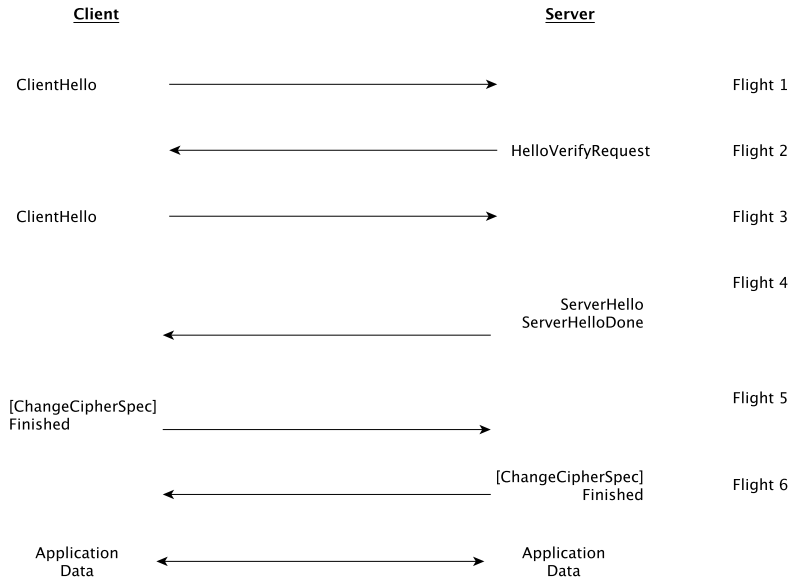 Client Server
ClientHello Flight 1
HelloVerifyRequest Flight 2
ClientHello Flight 3
Flight 4
ServerHello
ServerHelloDone
Flight 5
[ChangeCipherSpec]
Finished
[ChangeCipherSpec]
Flight 6
Finished
Application Application
Data Data